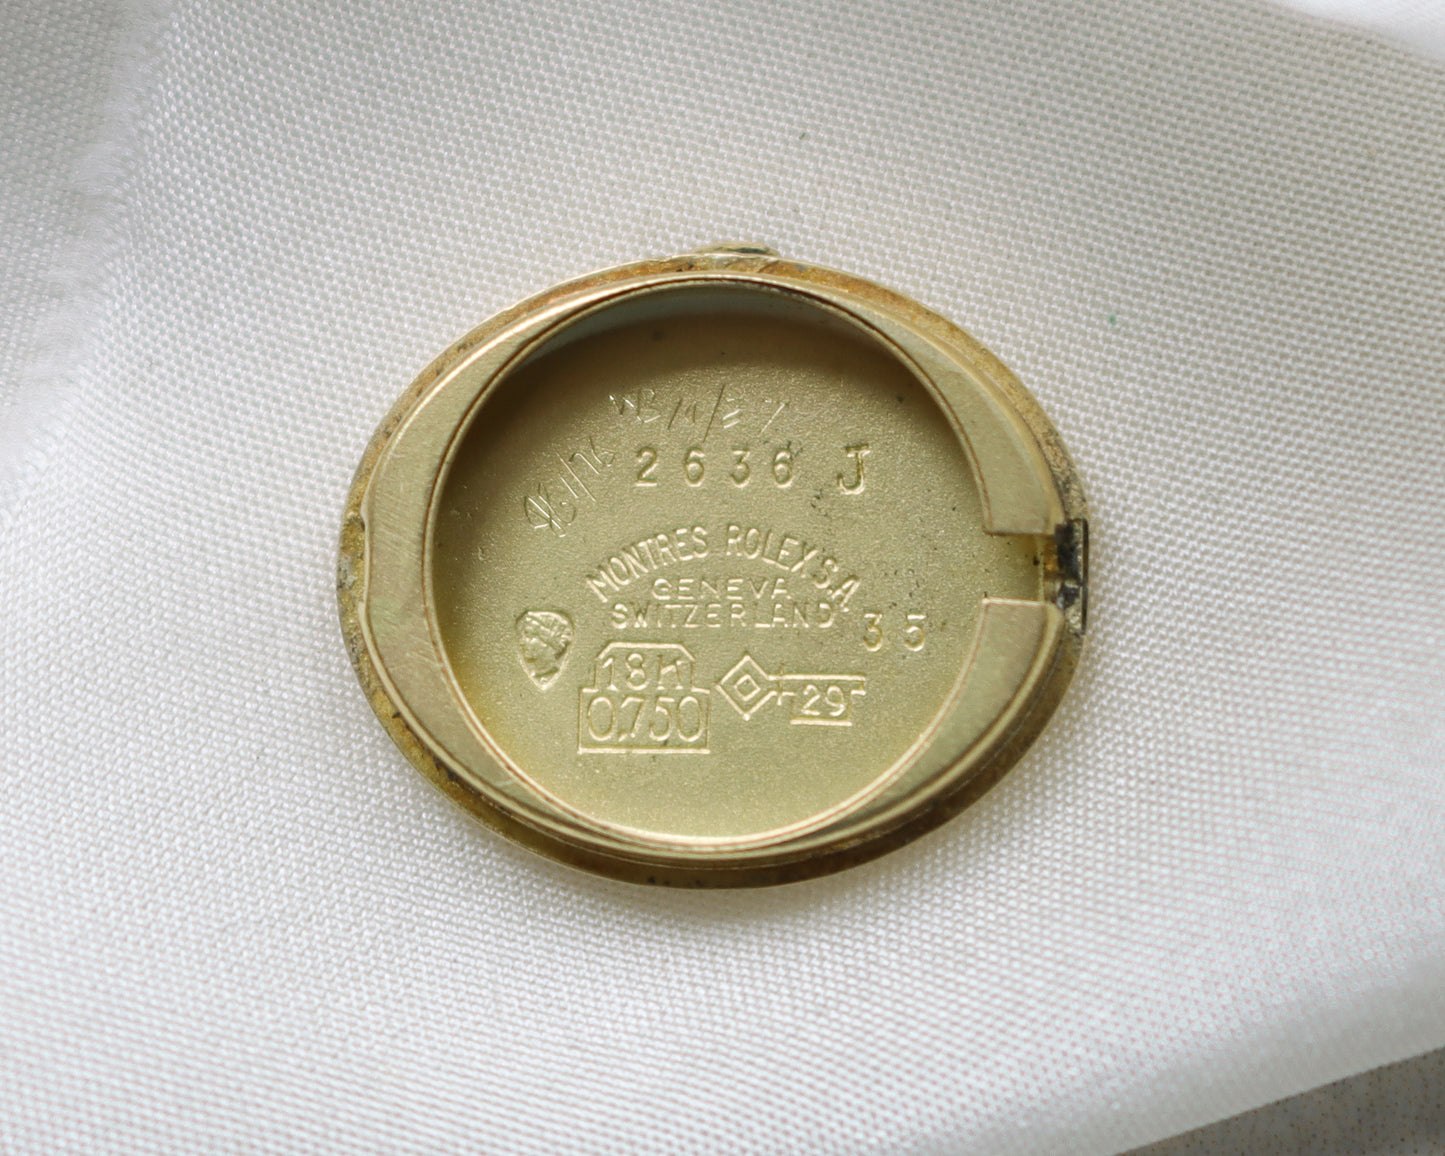 2636 J
MONTRES ROLEX S.A.
GENEVA
SWITZERLAND
35
18K
0,750
29